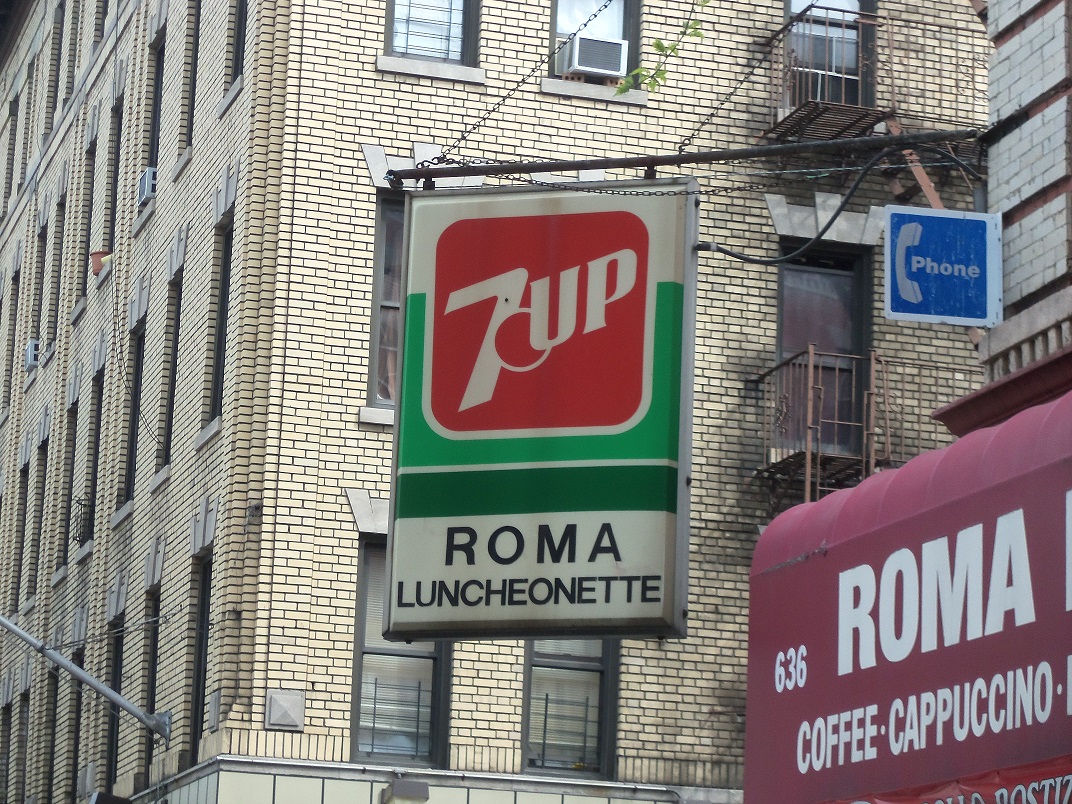 7UP
ROMA
LUNCHEONETTE
Phone
ROMA
636
COFFEE·CAPPUCCINO·